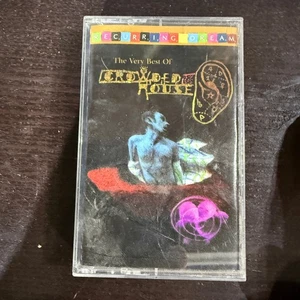 RECURRING DREAM
The Very Best Of
CROWDED
HOUSE